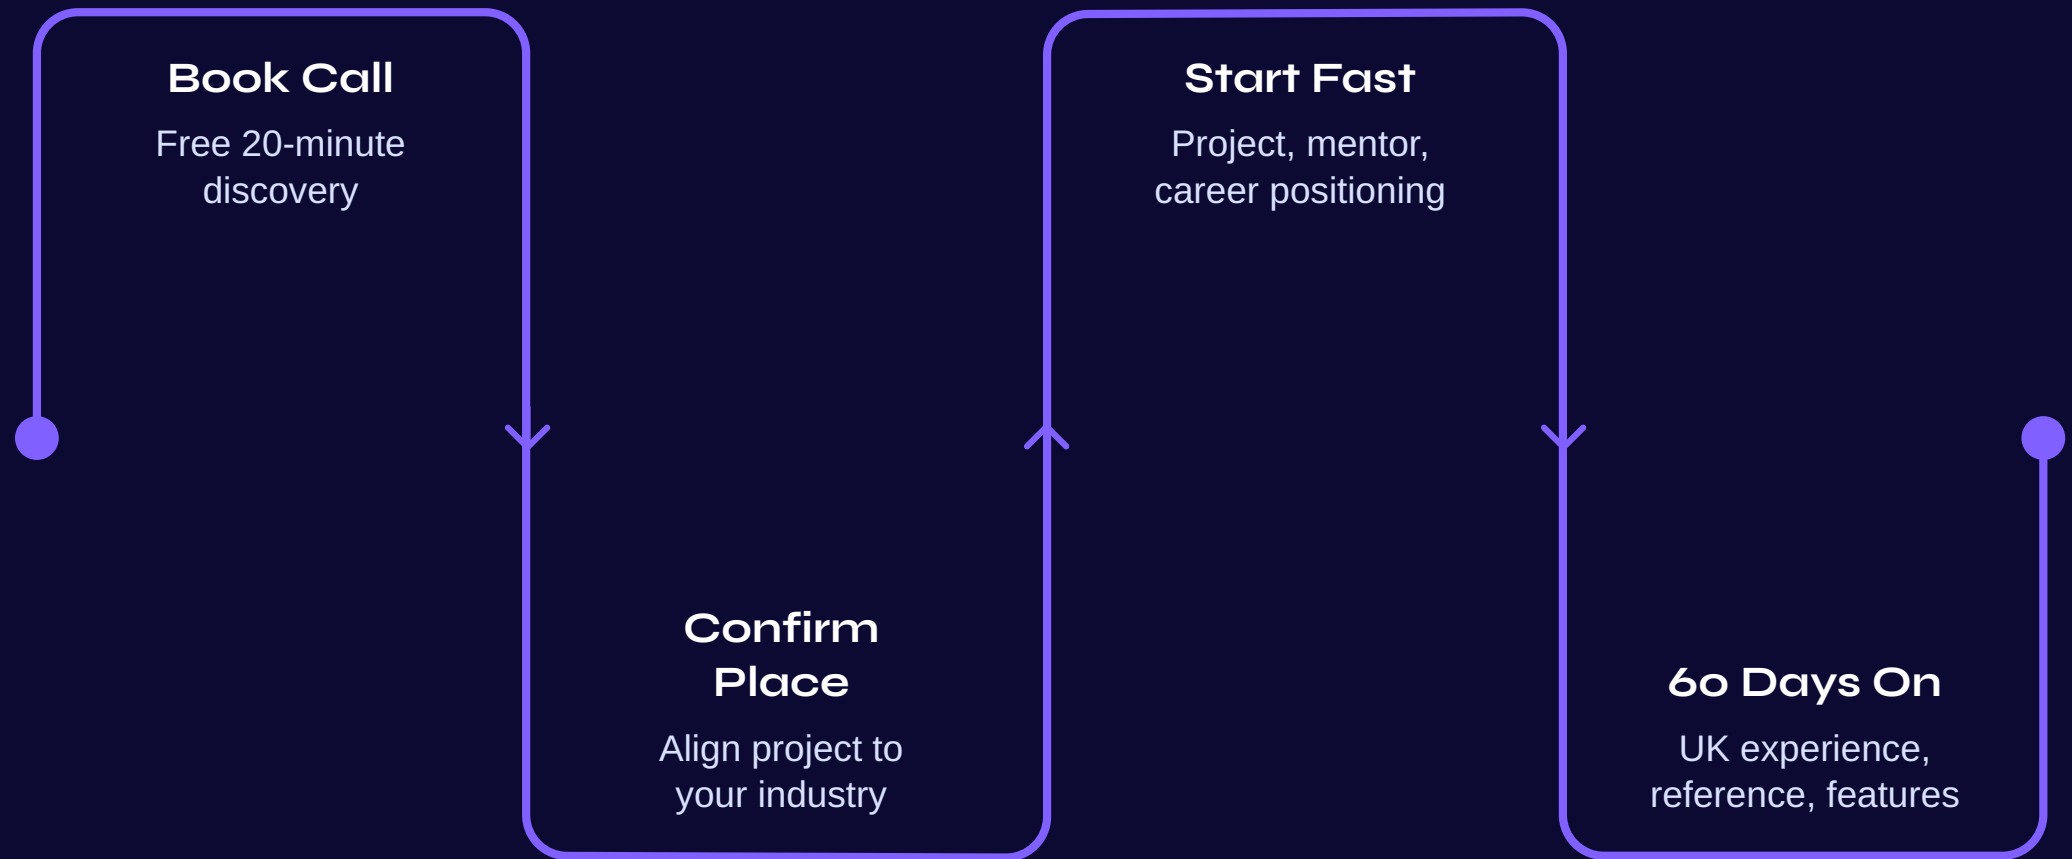 Book Call
Free 20-minute
discovery
Confirm
Place
Align project to
your industry
Start Fast
Project, mentor,
career positioning
60 Days On
UK experience,
reference, features